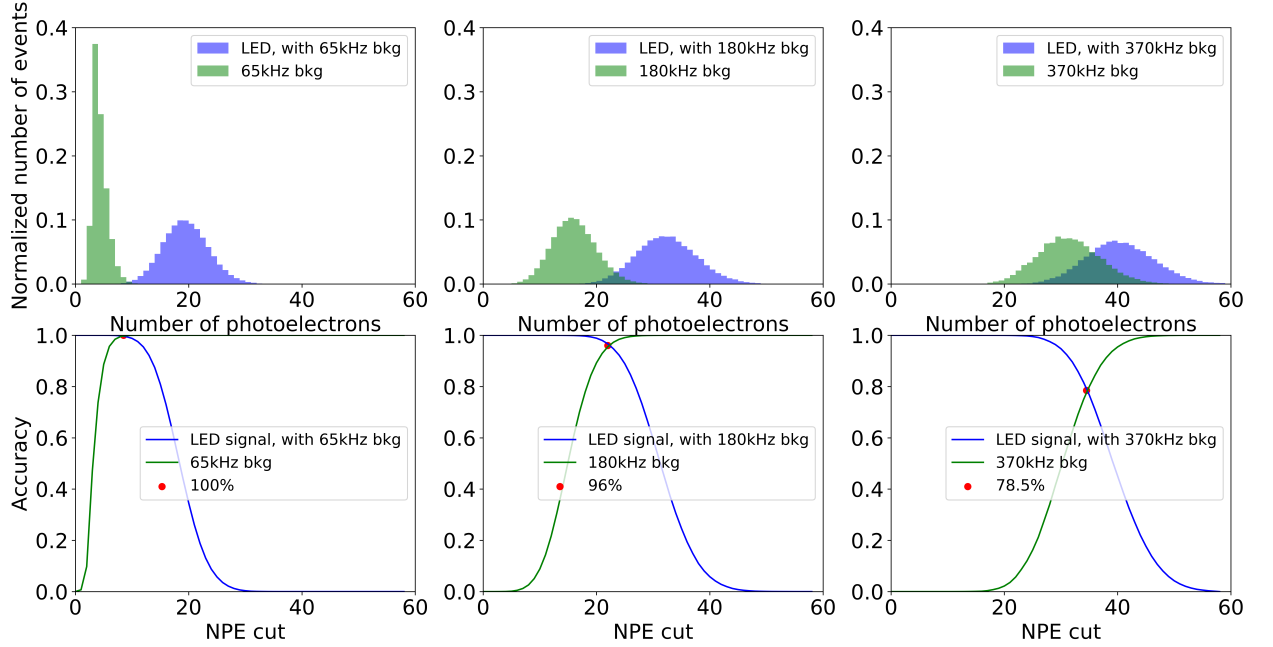 Normalized number of events
0.4
0.3
0.2
0.1
0.0
LED, with 65kHz bkg
65kHz bkg
0 20 40 60
Number of photoelectrons
0.4
0.3
0.2
0.1
0.0
LED, with 180kHz bkg
180kHz bkg
0 20 40 60
Number of photoelectrons
0.4
0.3
0.2
0.1
0.0
LED, with 370kHz bkg
370kHz bkg
0 20 40 60
Number of photoelectrons
Accuracy
1.0
0.8
0.6
0.4
0.2
0.0
LED signal, with 65kHz bkg
65kHz bkg
100%
0 20 40 60
NPE cut
1.0
0.8
0.6
0.4
0.2
0.0
LED signal, with 180kHz bkg
180kHz bkg
96%
0 20 40 60
NPE cut
1.0
0.8
0.6
0.4
0.2
0.0
LED signal, with 370kHz bkg
370kHz bkg
78.5%
0 20 40 60
NPE cut